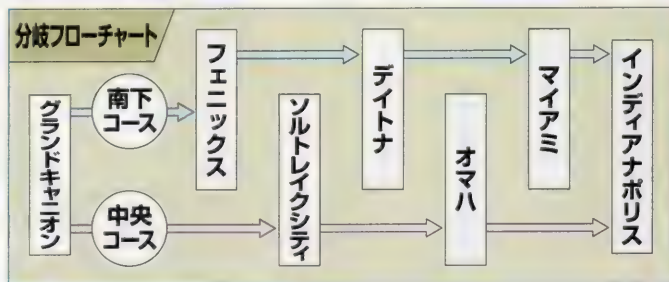 分岐フローチャート
グランドキャニオン
南下
コース
フェニックス
デイトナ
マイアミ
インディアナポリス
中央
コース
ソルトレイクシティ
オマハ